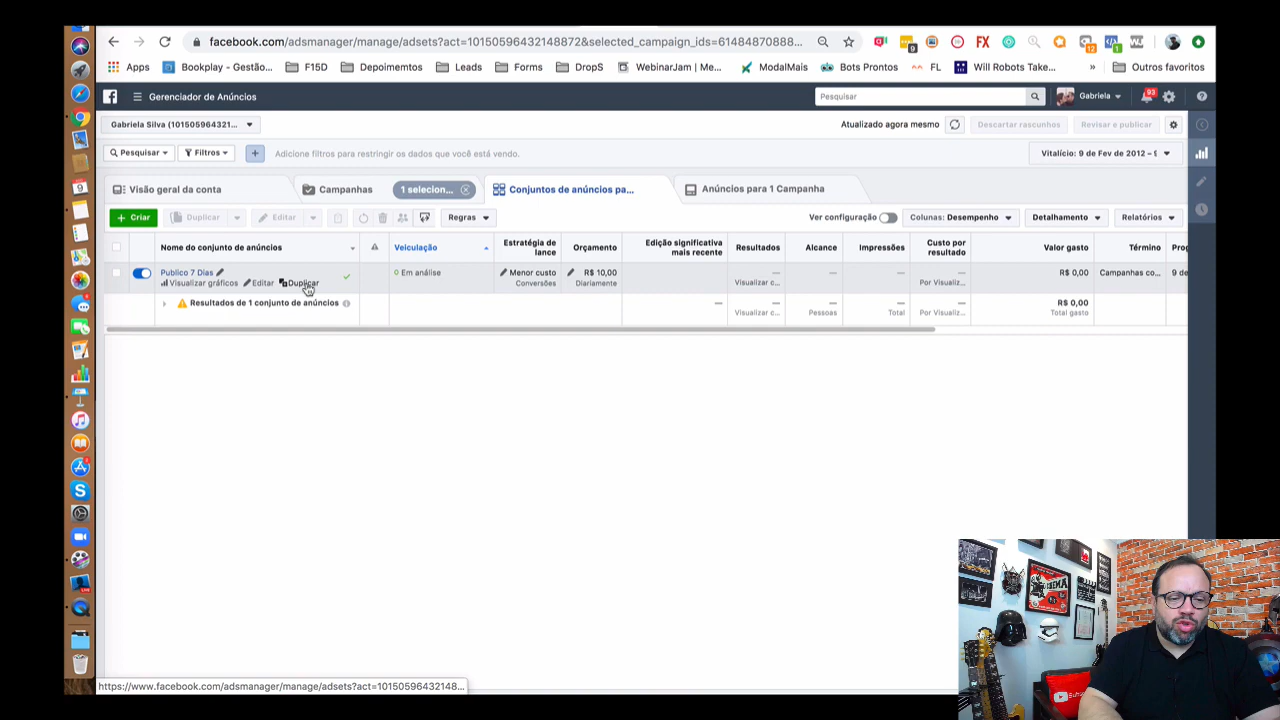 facebook.com/adsmanager/manage/adsets?act=10150596432148872&selected_campaign_ids=61484870888...
Apps Bookplay - Gestão... F15D Depoimentos Leads Forms DropS WebinarJam | Me... ModalMais Bots Prontos FL Will Robots Take... » Outros favoritos
Gerenciador de Anúncios Pesquisar Gabriela 93
Gabriela Silva (101505964321... Atualizado agora mesmo Descartar rascunhos Revisar e publicar
Pesquisar Filtros + Adicione filtros para restringir os dados que você está vendo. Vitalício: 9 de Fev de 2012 –
Visão geral da conta Campanhas 1 selecion... Conjuntos de anúncios pa... Anúncios para 1 Campanha
+ Criar Duplicar Editar Regras Ver configuração Colunas: Desempenho Detalhamento Relatórios
Nome do conjunto de anúncios Veiculação Estratégia de lance Orçamento Edição significativa mais recente Resultados Alcance Impressões Custo por resultado Valor gasto Término Prog
Publico 7 Dias Em análise Menor custo R$ 10,00 — — — — R$ 0,00 Campanhas co... 9 de
Visualizar gráficos Editar Duplicar Conversões Diariamente Visualizar c... Por Visualiz...
Resultados de 1 conjunto de anúncios — — — — — R$ 0,00
Visualizar c... Pessoas Total Por Visualiz... Total gasto
https://www.facebook.com/adsmanager/manage/adsets?act=10150596432148...